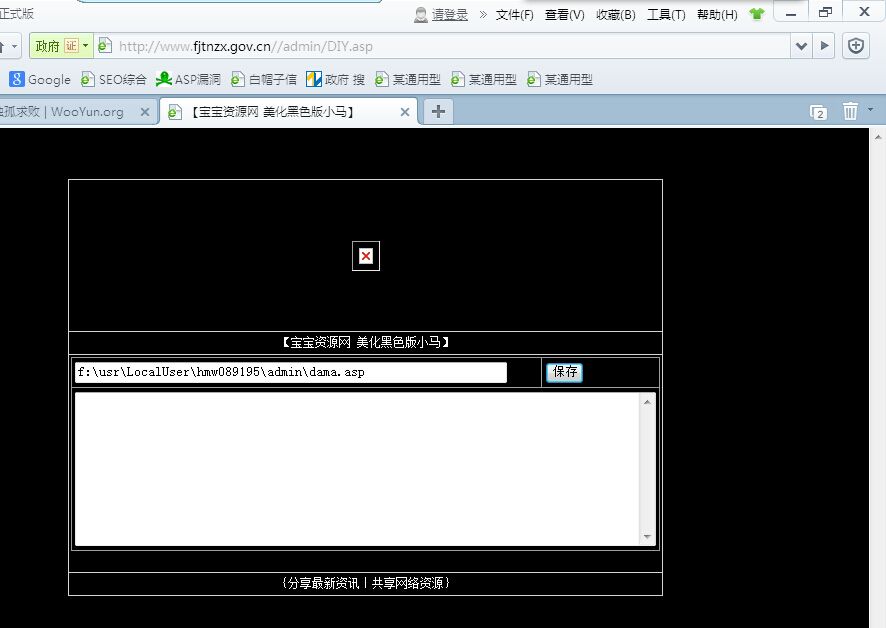 正式版
请登录 » 文件(F) 查看(V) 收藏(B) 工具(T) 帮助(H)
政府 证 http://www.fjtnzx.gov.cn//admin/DIY.asp
8 Google SEO综合 ASP漏洞 白帽子信 政府 搜 某通用型 某通用型 某通用型
孤求败 | WooYun.org 【宝宝资源网 美化黑色版小马】 2
【宝宝资源网 美化黑色版小马】
f:\usr\LocalUser\hmw089195\admin\dama.asp 保存
{分享最新资讯|共享网络资源}